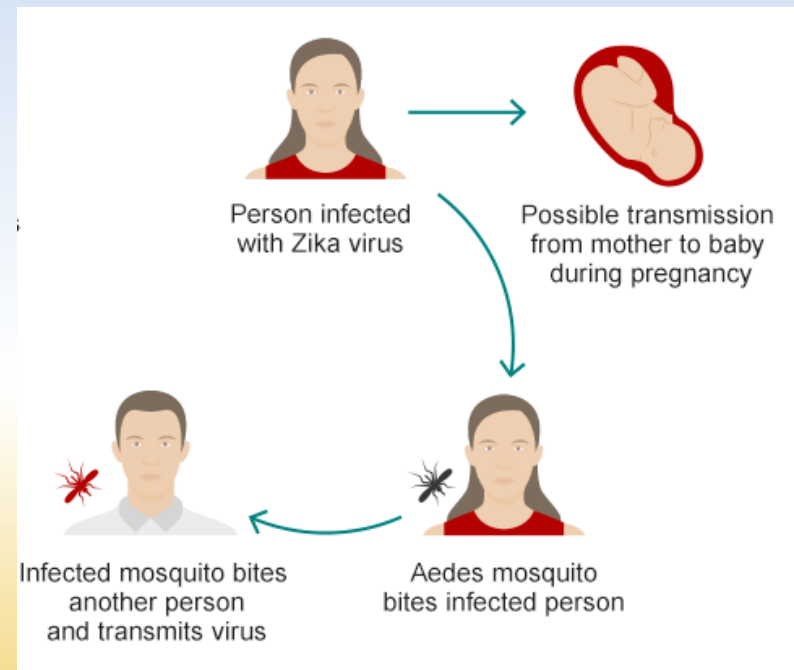 Person infected
with Zika virus
Possible transmission
from mother to baby
during pregnancy
Infected mosquito bites
another person
and transmits virus
Aedes mosquito
bites infected person